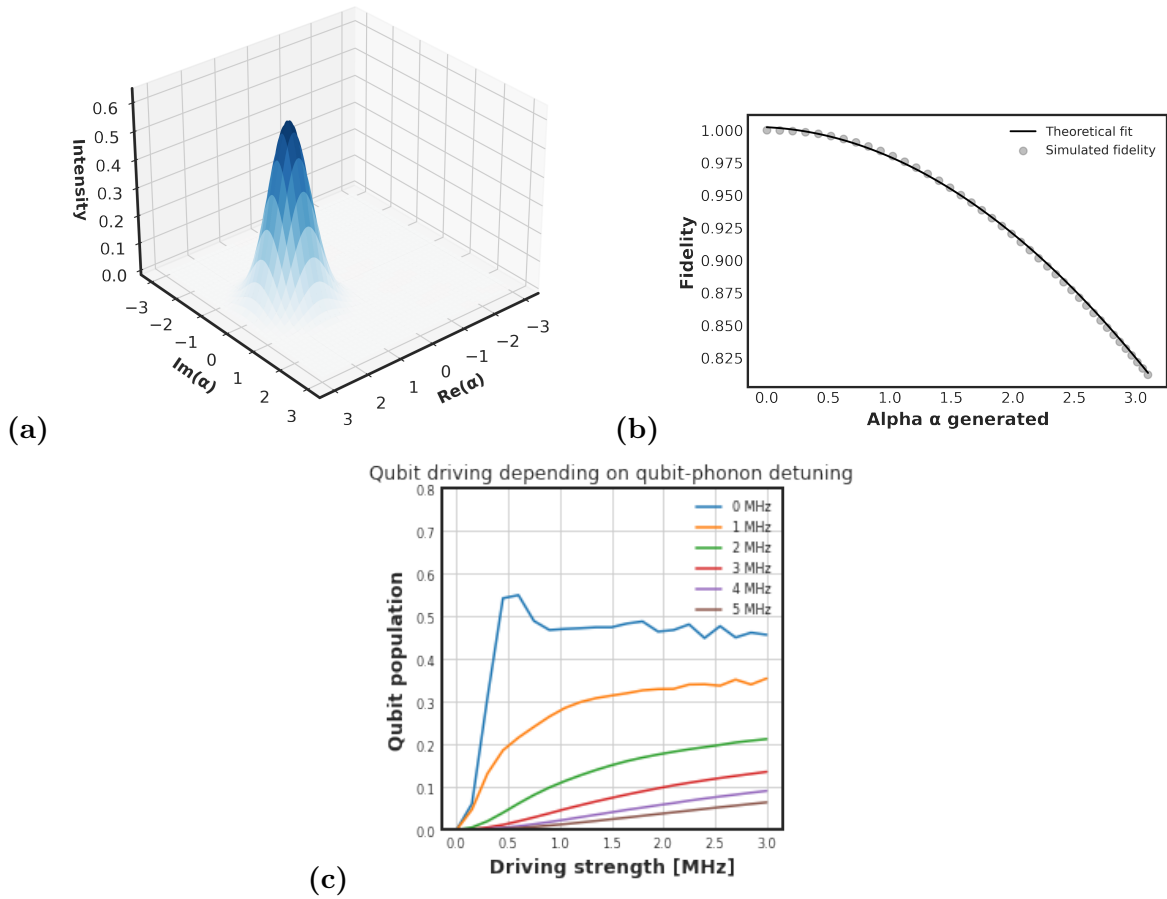 0.6
0.5
0.4
0.3
0.2
0.1
0.0
Intensity
−3
−2
−1
0
1
2
3
Im(α)
3
2
1
0
−1
−2
−3
Re(α)
(a)
1.000
0.975
0.950
0.925
0.900
0.875
0.850
0.825
Fidelity
Theoretical fit
Simulated fidelity
0.0 0.5 1.0 1.5 2.0 2.5 3.0
Alpha α generated
(b)
Qubit driving depending on qubit-phonon detuning
0.8
0.7
0.6
0.5
0.4
0.3
0.2
0.1
0.0
Qubit population
0 MHz
1 MHz
2 MHz
3 MHz
4 MHz
5 MHz
0.0 0.5 1.0 1.5 2.0 2.5 3.0
Driving strength [MHz]
(c)